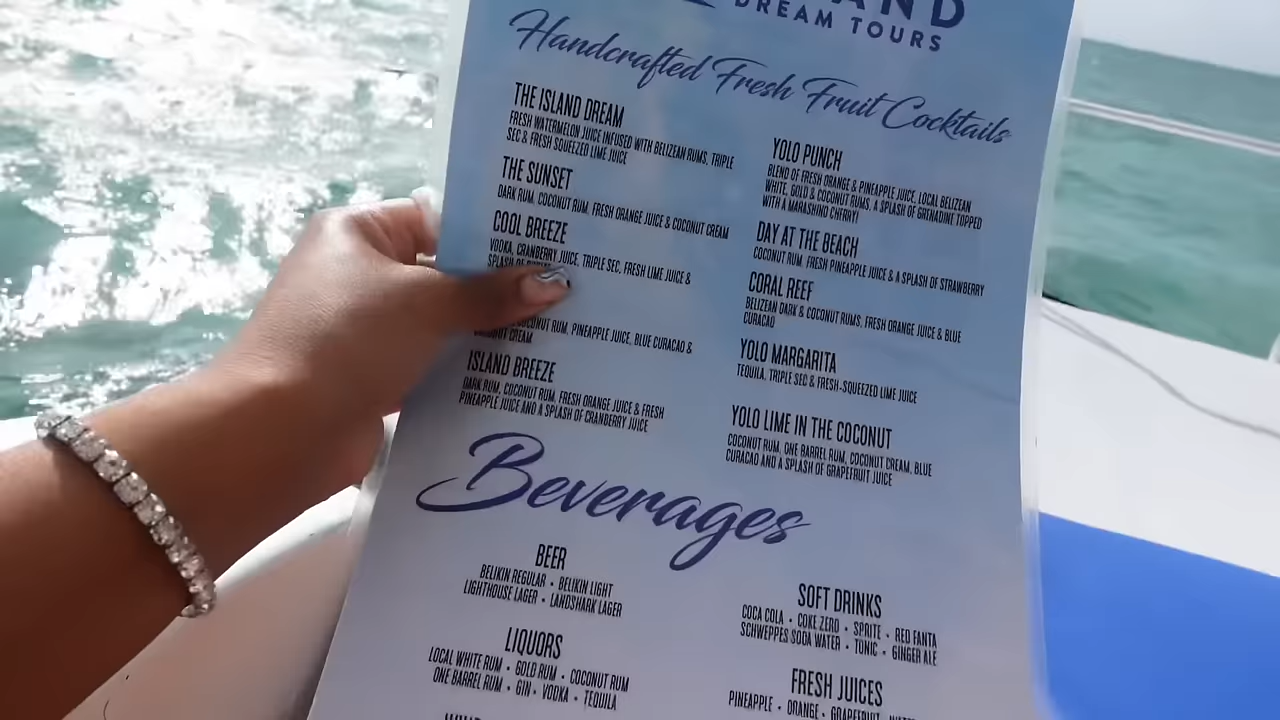 DREAM TOURS
Handcrafted Fresh Fruit Cocktails
THE ISLAND DREAM
FRESH WATERMELON JUICE INFUSED WITH BELIZEAN RUMS, TRIPLE
SEC & FRESH SQUEEZED LIME JUICE
THE SUNSET
DARK RUM, COCONUT RUM, FRESH ORANGE JUICE & COCONUT CREAM
COOL BREEZE
VODKA, CRANBERRY JUICE, TRIPLE SEC, FRESH LIME JUICE &
SPLASH OF
COCONUT RUM, PINEAPPLE JUICE, BLUE CURACAO &
CREAM
ISLAND BREEZE
DARK RUM, COCONUT RUM, FRESH ORANGE JUICE & FRESH
PINEAPPLE JUICE AND A SPLASH OF CRANBERRY JUICE
YOLO PUNCH
BLEND OF FRESH ORANGE & PINEAPPLE JUICE, LOCAL BELIZEAN
WHITE, GOLD & COCONUT RUMS, A SPLASH OF GRENADINE TOPPED
WITH A MARASHINO CHERRY!
DAY AT THE BEACH
COCONUT RUM, FRESH PINEAPPLE JUICE & A SPLASH OF STRAWBERRY
CORAL REEF
BELIZEAN DARK & COCONUT RUMS, FRESH ORANGE JUICE & BLUE
CURACAO
YOLO MARGARITA
TEQUILA, TRIPLE SEC & FRESH-SQUEEZED LIME JUICE
YOLO LIME IN THE COCONUT
COCONUT RUM, ONE BARREL RUM, COCONUT CREAM, BLUE
CURACAO AND A SPLASH OF GRAPEFRUIT JUICE
Beverages
BEER
BELIKIN REGULAR • BELIKIN LIGHT
LIGHTHOUSE LAGER • LANDSHARK LAGER
LIQUORS
LOCAL WHITE RUM • GOLD RUM • COCONUT RUM
ONE BARREL RUM • GIN • VODKA • TEQUILA
SOFT DRINKS
COCA COLA • COKE ZERO • SPRITE • RED FANTA
SCHWEPPES SODA WATER • TONIC • GINGER ALE
FRESH JUICES
PINEAPPLE • ORANGE • GRAPEFRUIT